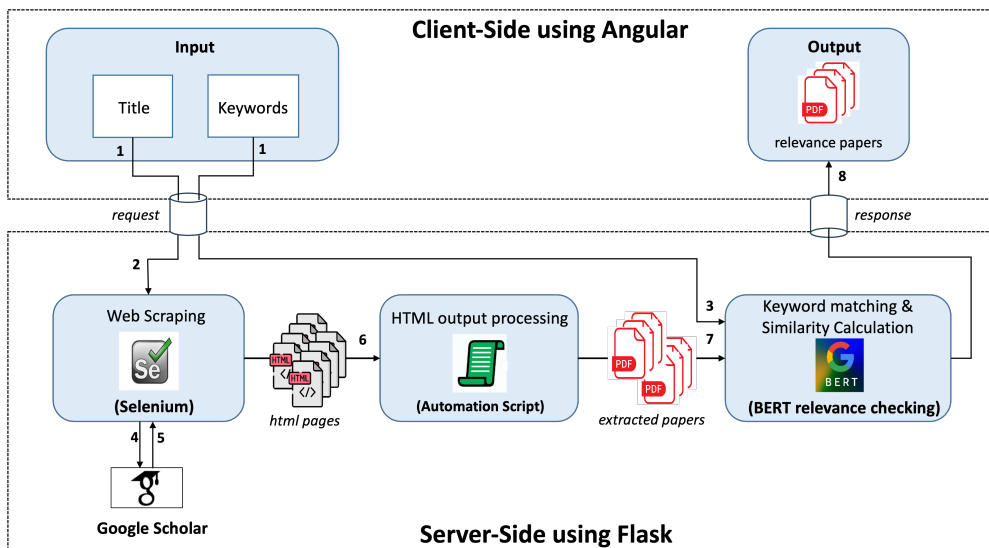 Client-Side using Angular
Input
Title
Keywords
1
1
Output
PDF
relevance papers
8
request
response
2
3
Web Scraping
Se
(Selenium)
HTML
</>
HTML
</>
html pages
6
HTML output processing
(Automation Script)
PDF
PDF
extracted papers
7
Keyword matching &
Similarity Calculation
G
BERT
(BERT relevance checking)
4
5
g
Google Scholar
Server-Side using Flask